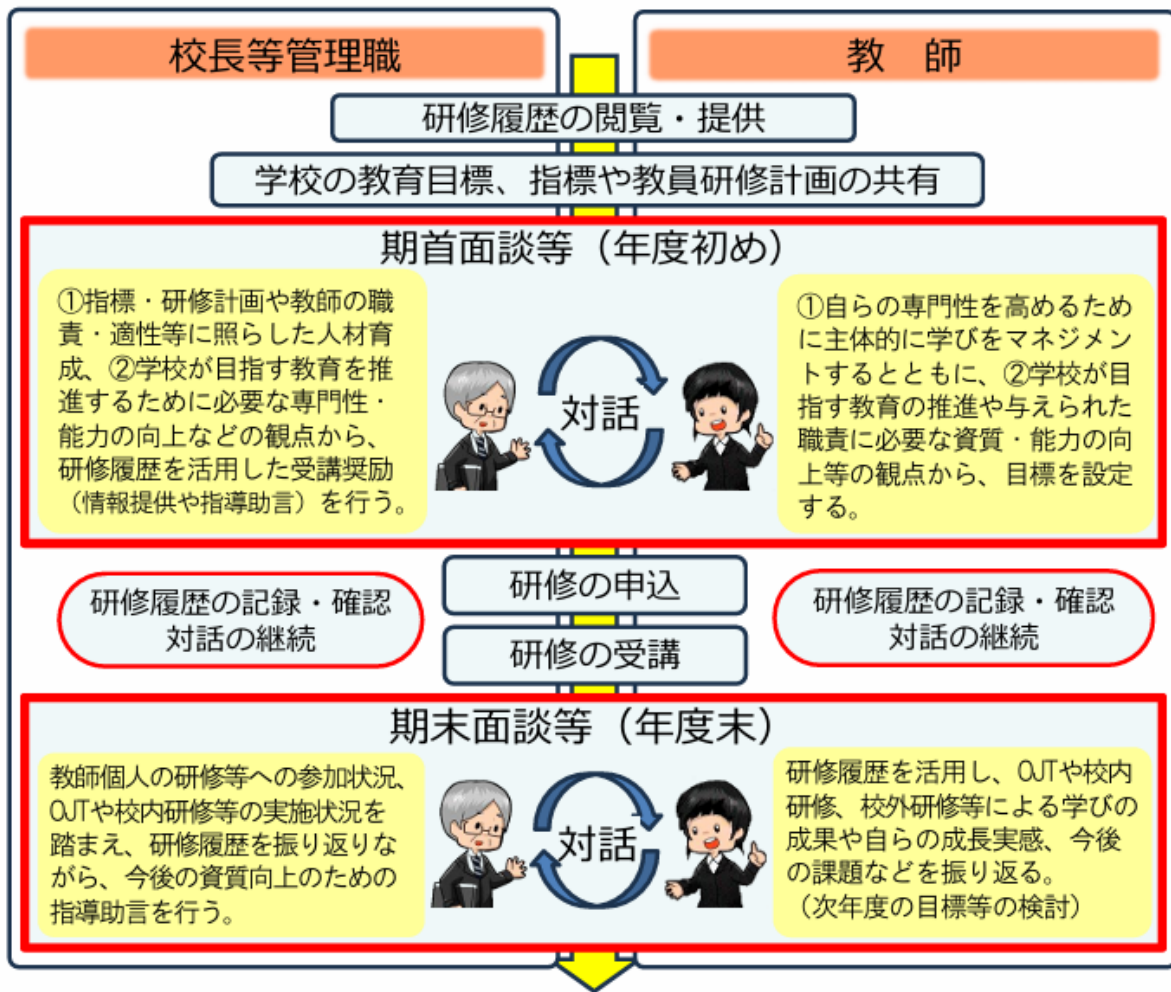 校長等管理職
教　師
研修履歴の閲覧・提供
学校の教育目標、指標や教員研修計画の共有
期首面談等（年度初め）
①指標・研修計画や教師の職
責・適性等に照らした人材育
成、②学校が目指す教育を推
進するために必要な専門性・
能力の向上などの観点から、
研修履歴を活用した受講奨励
（情報提供や指導助言）を行う。
対話
①自らの専門性を高めるため
に主体的に学びをマネジメン
トするとともに、②学校が目
指す教育の推進や与えられた
職責に必要な資質・能力の向
上等の観点から、目標を設定
する。
研修履歴の記録・確認
対話の継続
研修の申込
研修の受講
研修履歴の記録・確認
対話の継続
期末面談等（年度末）
教師個人の研修等への参加状況、
OJTや校内研修等の実施状況を
踏まえ、研修履歴を振り返りな
がら、今後の資質向上のための
指導助言を行う。
対話
研修履歴を活用し、OJTや校内
研修、校外研修等による学びの
成果や自らの成長実感、今後
の課題などを振り返る。
（次年度の目標等の検討）